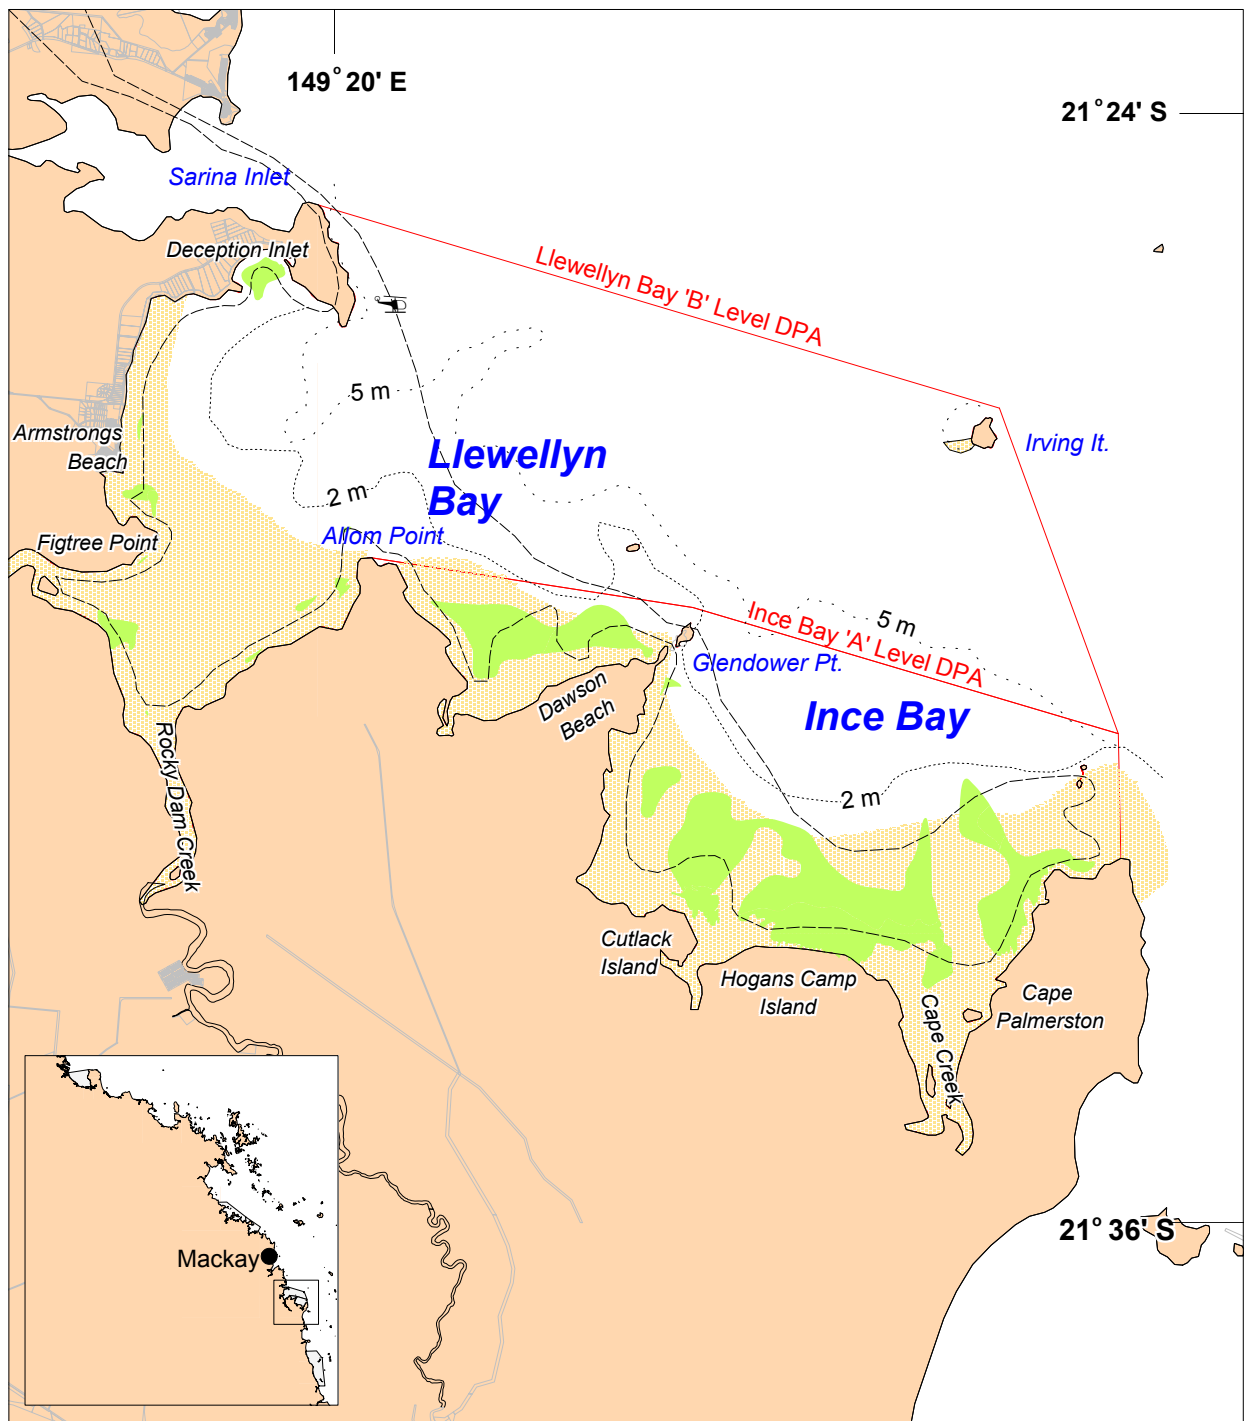 149° 20' E
21° 24' S
Sarina Inlet
Deception Inlet
Llewellyn Bay 'B' Level DPA
5 m
Armstrongs
Beach
Llewellyn
Bay
Irving It.
2 m
Allom Point
Figtree Point
Ince Bay 'A' Level DPA
5 m
Glendower Pt.
Dawson
Beach
Ince Bay
Rocky Dam Creek
2 m
Cutlack
Island
Hogans Camp
Island
Cape
Palmerston
Cape Creek
21° 36' S
Mackay